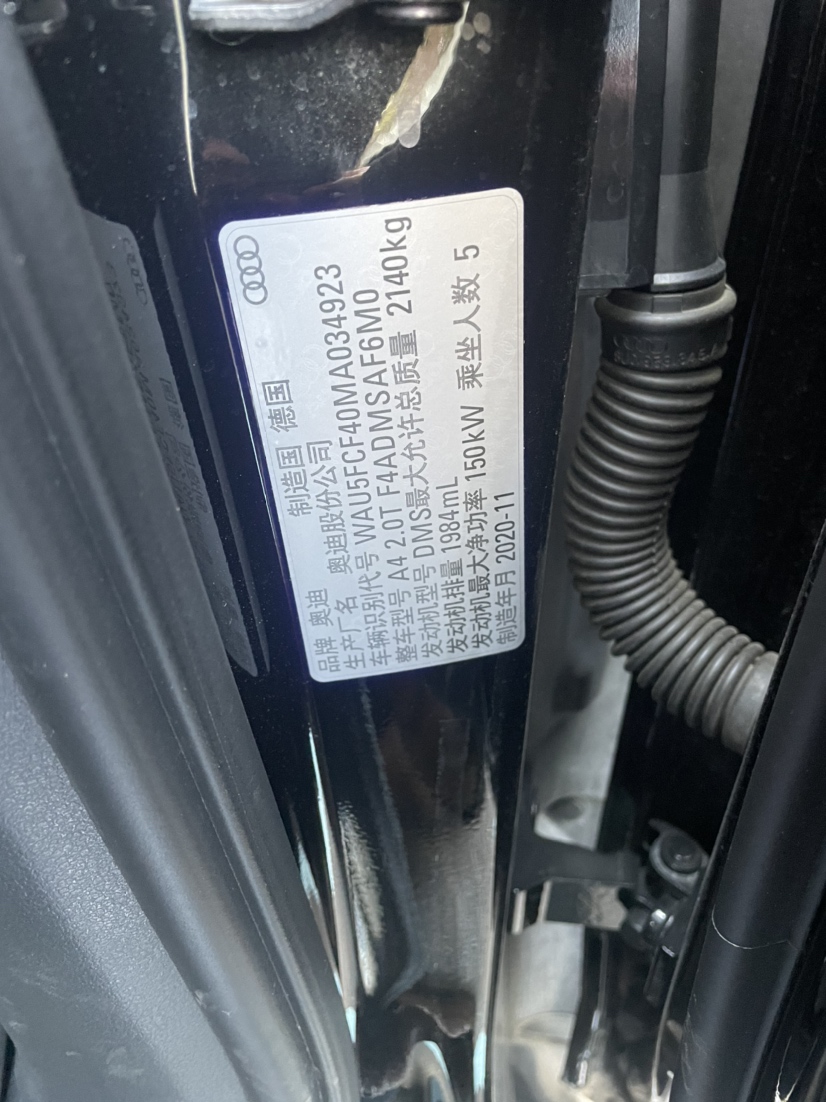 品牌 奥迪 制造国 德国
生产厂名 奥迪股份公司
车辆识别代号 WAU5FCF40MA034923
整车型号 A4 2.0T F4ADMSAF6M0
发动机型号 DMS最大允许总质量 2140kg
发动机排量 1984mL
发动机最大净功率 150kW 乘坐人数 5
制造年月 2020-11